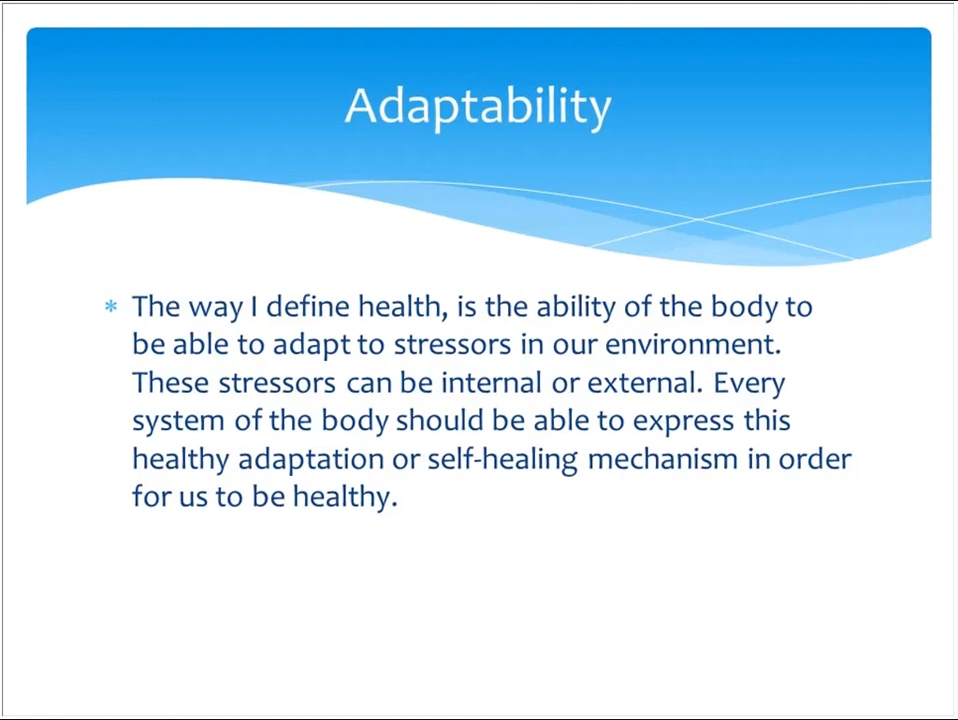 Adaptability
* The way I define health, is the ability of the body to
be able to adapt to stressors in our environment.
These stressors can be internal or external. Every
system of the body should be able to express this
healthy adaptation or self-healing mechanism in order
for us to be healthy.